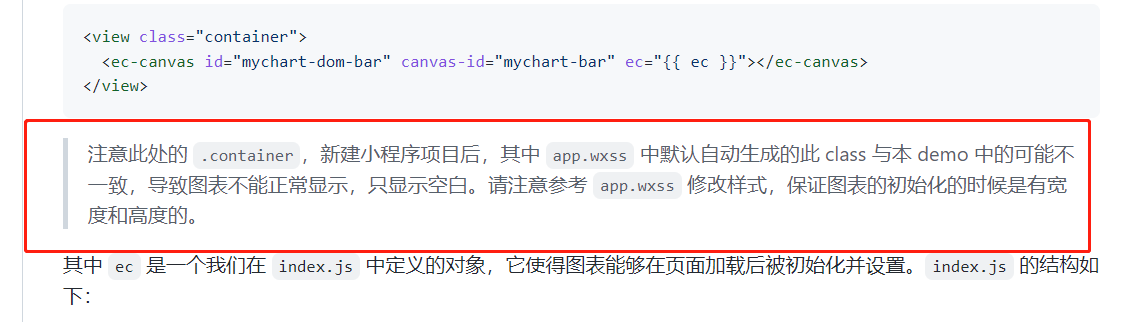 <view class="container">
<ec-canvas id="mychart-dom-bar" canvas-id="mychart-bar" ec="{{ ec }}"></ec-canvas>
</view>
注意此处的 .container，新建小程序项目后，其中 app.wxss 中默认自动生成的此 class 与本 demo 中的可能不
一致，导致图表不能正常显示，只显示空白。请注意参考 app.wxss 修改样式，保证图表的初始化的时候是有宽
度和高度的。
其中 ec 是一个我们在 index.js 中定义的对象，它使得图表能够在页面加载后被初始化并设置。index.js 的结构如
下：